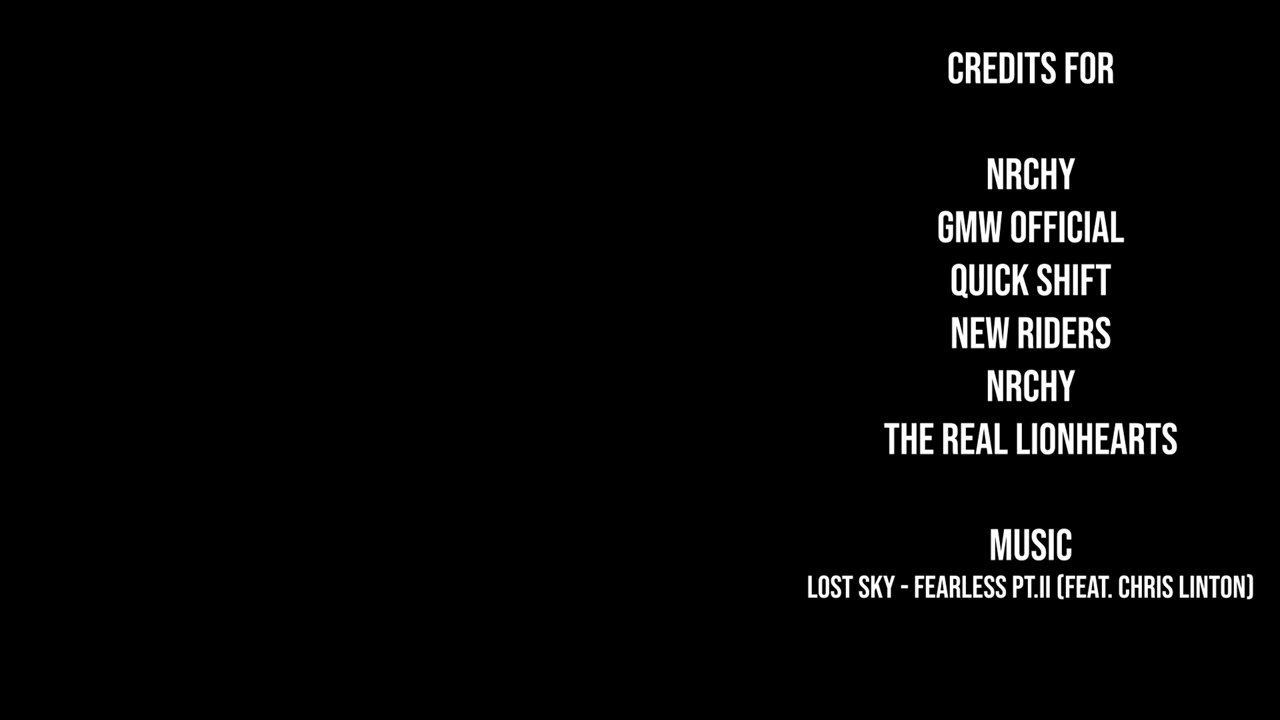 CREDITS FOR
NRCHY
GMW OFFICIAL
QUICK SHIFT
NEW RIDERS
NRCHY
THE REAL LIONHEARTS
MUSIC
LOST SKY - FEARLESS PT.II (FEAT. CHRIS LINTON)